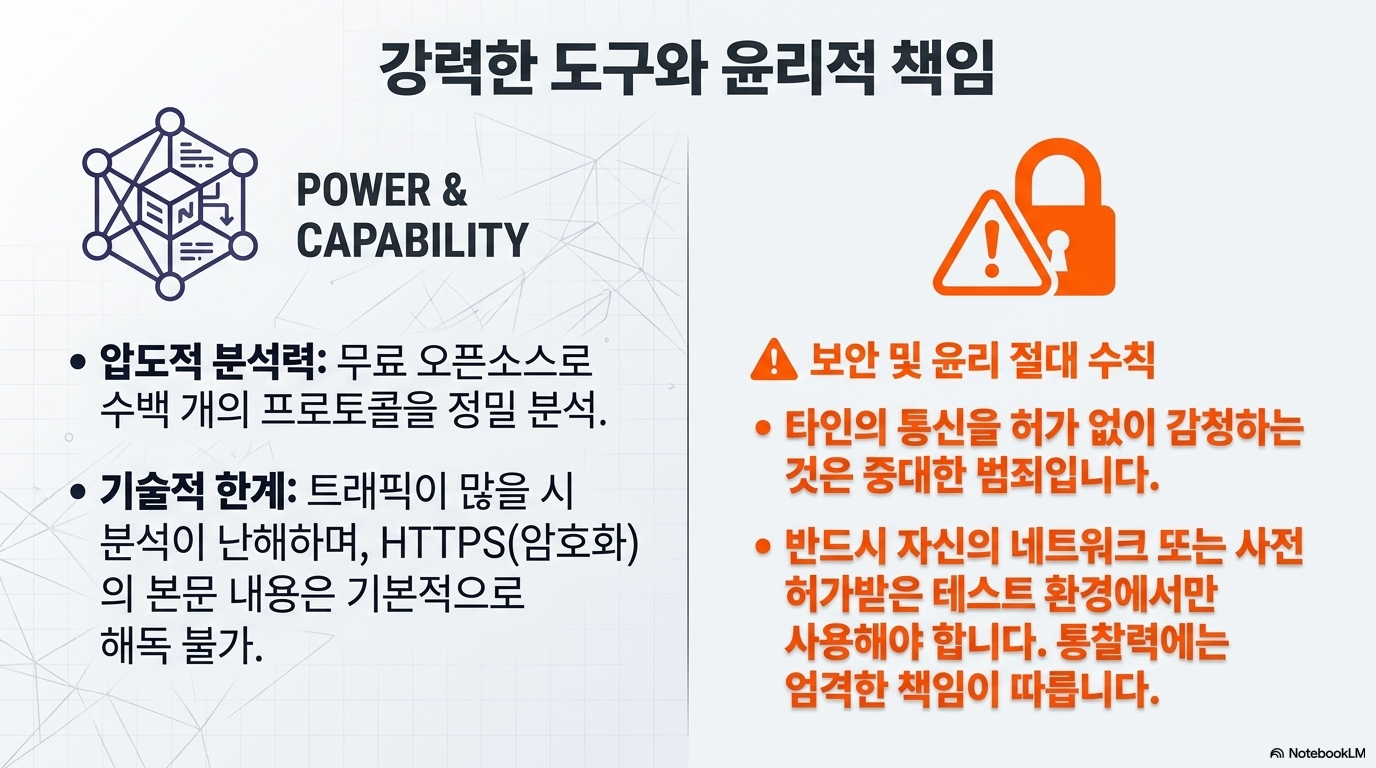 강력한 도구와 윤리적 책임
POWER &
CAPABILITY
• 압도적 분석력: 무료 오픈소스로
수백 개의 프로토콜을 정밀 분석.
• 기술적 한계: 트래픽이 많을 시
분석이 난해하며, HTTPS(암호화)
의 본문 내용은 기본적으로
해독 불가.
보안 및 윤리 절대 수칙
• 타인의 통신을 허가 없이 감청하는
것은 중대한 범죄입니다.
• 반드시 자신의 네트워크 또는 사전
허가받은 테스트 환경에서만
사용해야 합니다. 통찰력에는
엄격한 책임이 따릅니다.
NotebookLM